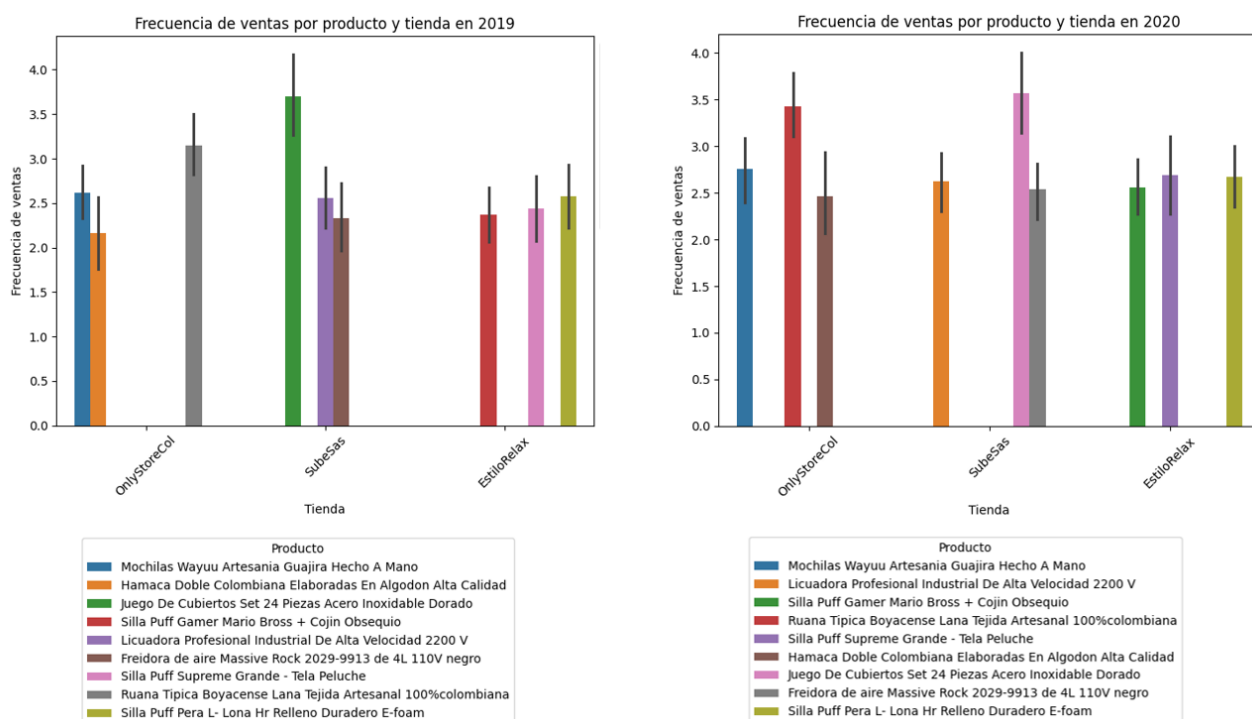 Frecuencia de ventas por producto y tienda en 2019
4.0
3.5
3.0
2.5
2.0
1.5
1.0
0.5
0.0
Frecuencia de ventas
OnlyStoreCol
SubeSas
EstiloRelax
Tienda
Producto
Mochilas Wayuu Artesania Guajira Hecho A Mano
Hamaca Doble Colombiana Elaboradas En Algodon Alta Calidad
Juego De Cubiertos Set 24 Piezas Acero Inoxidable Dorado
Silla Puff Gamer Mario Bross + Cojin Obsequio
Licuadora Profesional Industrial De Alta Velocidad 2200 V
Freidora de aire Massive Rock 2029-9913 de 4L 110V negro
Silla Puff Supreme Grande - Tela Peluche
Ruana Tipica Boyacense Lana Tejida Artesanal 100%colombiana
Silla Puff Pera L- Lona Hr Relleno Duradero E-foam
Frecuencia de ventas por producto y tienda en 2020
4.0
3.5
3.0
2.5
2.0
1.5
1.0
0.5
0.0
Frecuencia de ventas
OnlyStoreCol
SubeSas
EstiloRelax
Tienda
Producto
Mochilas Wayuu Artesania Guajira Hecho A Mano
Licuadora Profesional Industrial De Alta Velocidad 2200 V
Silla Puff Gamer Mario Bross + Cojin Obsequio
Ruana Tipica Boyacense Lana Tejida Artesanal 100%colombiana
Silla Puff Supreme Grande - Tela Peluche
Hamaca Doble Colombiana Elaboradas En Algodon Alta Calidad
Juego De Cubiertos Set 24 Piezas Acero Inoxidable Dorado
Freidora de aire Massive Rock 2029-9913 de 4L 110V negro
Silla Puff Pera L- Lona Hr Relleno Duradero E-foam